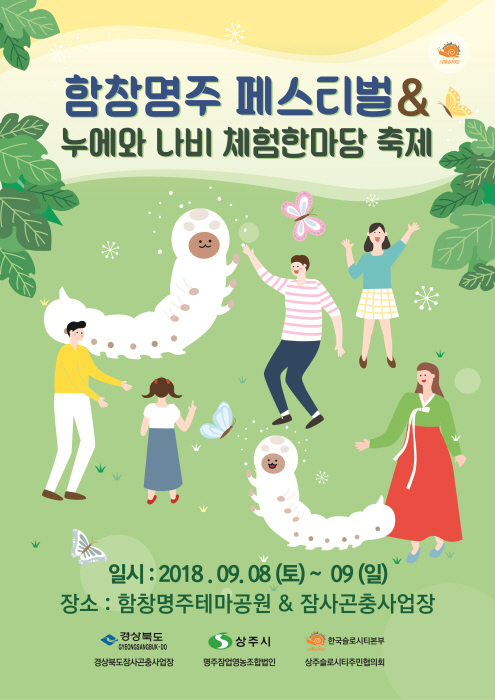 함창명주 페스티벌&
누에와 나비 체험한마당 축제
일시 : 2018 . 09. 08 (토) ~ 09 (일)
장소 : 함창명주테마공원 & 잠사곤충사업장
경상북도
GYEONGSANGBUK-DO
상주시
한국슬로시티본부
경상북도잠사곤충사업장
명주잠업영농조합법인
상주슬로시티주민협의회